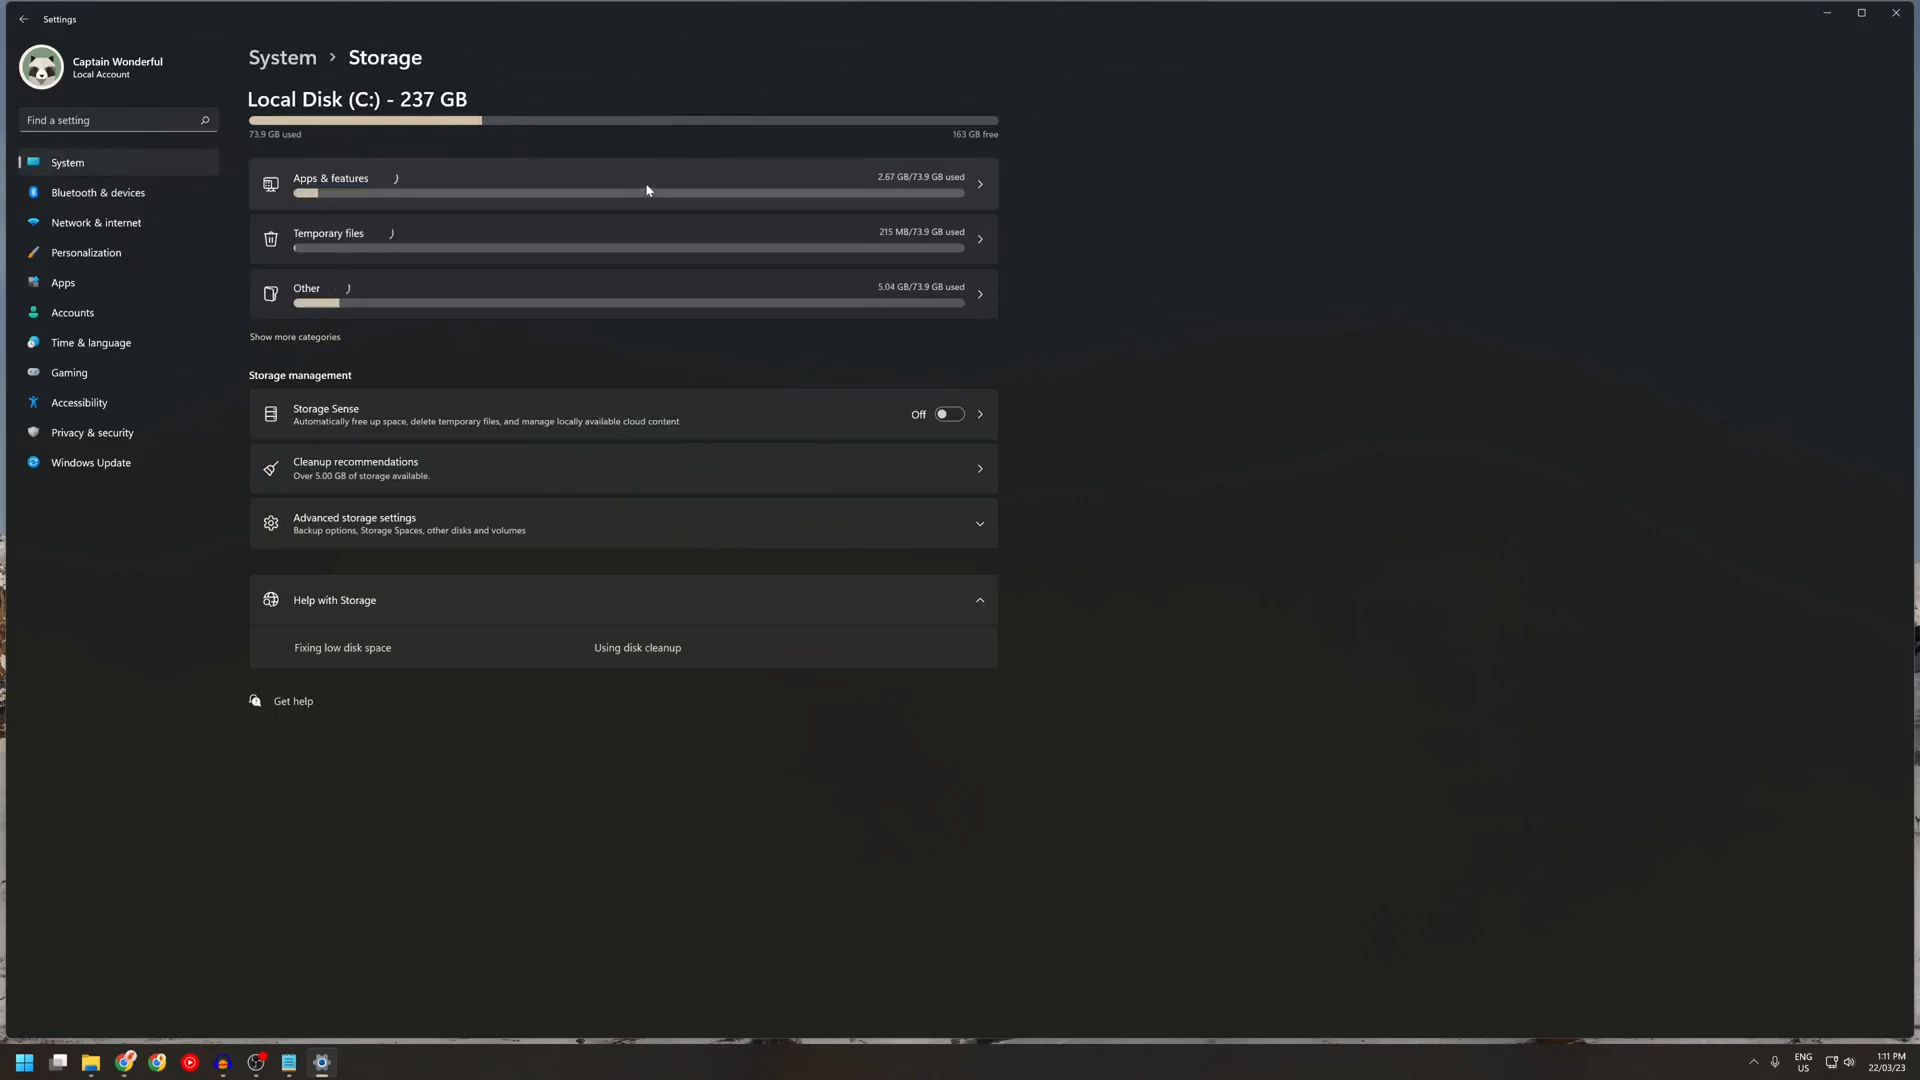 Settings
Captain Wonderful
Local Account
Find a setting
System
Bluetooth & devices
Network & internet
Personalization
Apps
Accounts
Time & language
Gaming
Accessibility
Privacy & security
Windows Update
System > Storage
Local Disk (C:) - 237 GB
73.9 GB used
163 GB free
Apps & features
2.67 GB/73.9 GB used
Temporary files
215 MB/73.9 GB used
Other
5.04 GB/73.9 GB used
Show more categories
Storage management
Storage Sense
Automatically free up space, delete temporary files, and manage locally available cloud content
Off
Cleanup recommendations
Over 5.00 GB of storage available.
Advanced storage settings
Backup options, Storage Spaces, other disks and volumes
Help with Storage
Fixing low disk space
Using disk cleanup
Get help
ENG
US
1:11 PM
22/03/23